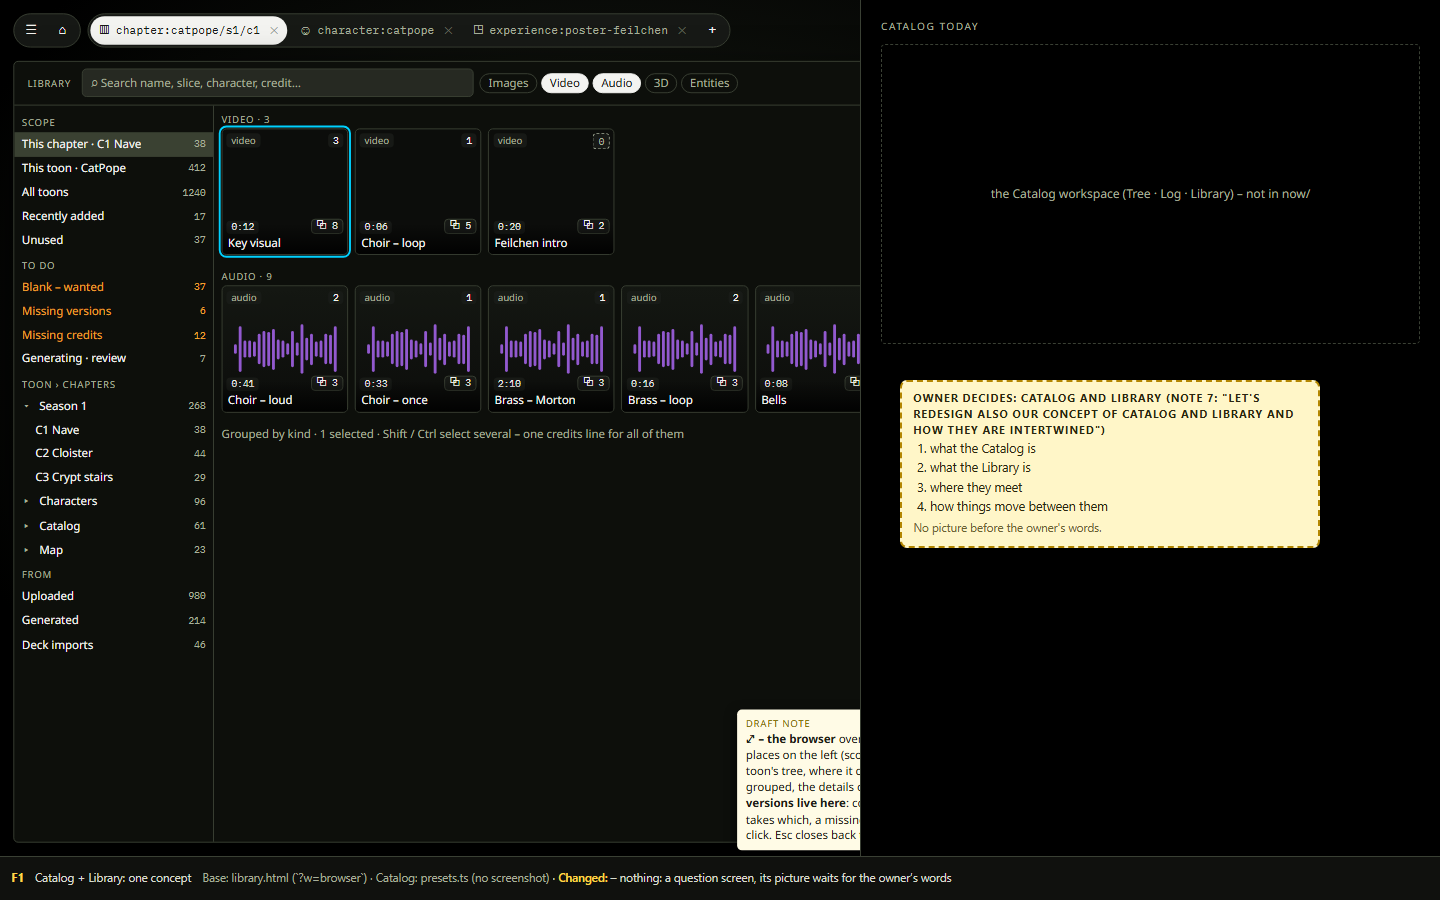 chapter:catpope/s1/c1
character:catpope
experience:poster-feilchen
LIBRARY
Search name, slice, character, credit...
Images
Video
Audio
3D
Entities
SCOPE
This chapter · C1 Nave 38
This toon · CatPope 412
All toons 1240
Recently added 17
Unused 37
TO DO
Blank – wanted 37
Missing versions 6
Missing credits 12
Generating · review 7
TOON › CHAPTERS
Season 1 268
C1 Nave 38
C2 Cloister 44
C3 Crypt stairs 29
Characters 96
Catalog 61
Map 23
FROM
Uploaded 980
Generated 214
Deck imports 46
VIDEO · 3
video 3
0:12 8
Key visual
video 1
0:06 5
Choir – loop
video 0
0:20 2
Feilchen intro
AUDIO · 9
audio 2
0:41 3
Choir – loud
audio 1
0:33 3
Choir – once
audio 1
2:10 3
Brass – Morton
audio 2
0:16 3
Brass – loop
audio
0:08
Bells
Grouped by kind · 1 selected · Shift / Ctrl select several – one credits line for all of them
DRAFT NOTE
⤢ – the browser over
places on the left (sco
toon's tree, where it
grouped, the details
versions live here: co
takes which, a missin
click. Esc closes back
CATALOG TODAY
the Catalog workspace (Tree · Log · Library) – not in now/
OWNER DECIDES: CATALOG AND LIBRARY (NOTE 7: "LET'S
REDESIGN ALSO OUR CONCEPT OF CATALOG AND LIBRARY AND
HOW THEY ARE INTERTWINED")
1. what the Catalog is
2. what the Library is
3. where they meet
4. how things move between them
No picture before the owner's words.
F1 Catalog + Library: one concept Base: library.html (`?w=browser`) · Catalog: presets.ts (no screenshot) · Changed: – nothing: a question screen, its picture waits for the owner's words